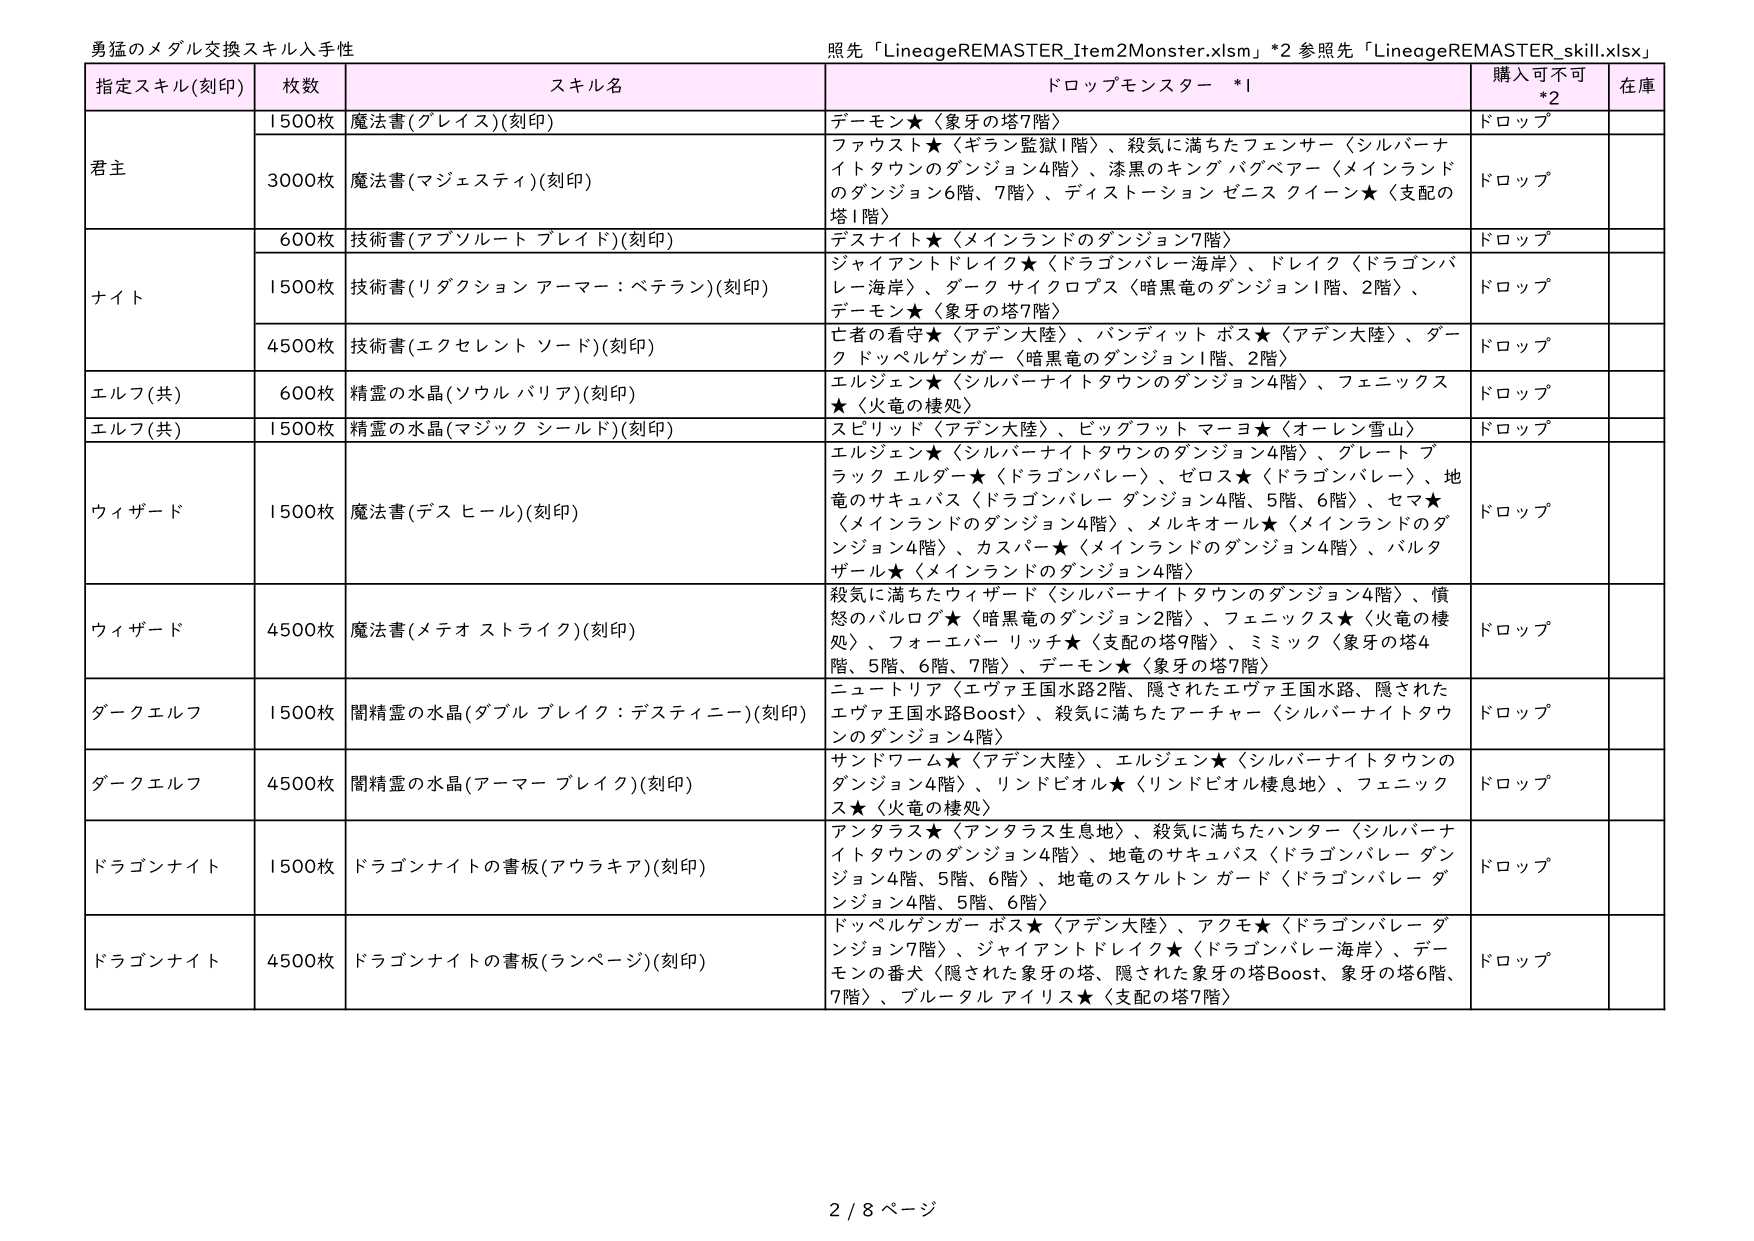 勇猛のメダル交換スキル入手性
照先「LineageREMASTER_Item2Monster.xlsm」*2 参照先「LineageREMASTER_skill.xlsx」
指定スキル(刻印) 枚数 スキル名 ドロップモンスター *1 購入可不可 在庫
*2
君主
1500枚 魔法書(グレイス)(刻印) デーモン★〈象牙の塔7階〉 ドロップ
3000枚 魔法書(マジェスティ)(刻印) ドロップ
ファウスト★〈ギラン監獄1階〉、殺気に満ちたフェンサー〈シルバーナ
イトタウンのダンジョン4階〉、漆黒のキング バグベアー〈メインランド
のダンジョン6階、7階〉、ディストーション ゼニス クイーン★〈支配の
塔1階〉
ナイト
600枚 技術書(アブソルート ブレイド)(刻印) デスナイト★〈メインランドのダンジョン7階〉 ドロップ
1500枚 技術書(リダクション アーマー：ベテラン)(刻印) ドロップ
ジャイアントドレイク★〈ドラゴンバレー海岸〉、ドレイク〈ドラゴンバ
レー海岸〉、ダーク サイクロプス〈暗黒竜のダンジョン1階、2階〉、
デーモン★〈象牙の塔7階〉
4500枚 技術書(エクセレント ソード)(刻印) ドロップ
亡者の看守★〈アデン大陸〉、バンディット ボス★〈アデン大陸〉、ダー
ク ドッペルゲンガー〈暗黒竜のダンジョン1階、2階〉
エルフ(共) 600枚 精霊の水晶(ソウル バリア)(刻印) ドロップ
エルジェン★〈シルバーナイトタウンのダンジョン4階〉、フェニックス
★〈火竜の棲処〉
エルフ(共) 1500枚 精霊の水晶(マジック シールド)(刻印) スピリッド〈アデン大陸〉、ビッグフット マーヨ★〈オーレン雪山〉 ドロップ
ウィザード 1500枚 魔法書(デス ヒール)(刻印) ドロップ
エルジェン★〈シルバーナイトタウンのダンジョン4階〉、グレート ブ
ラック エルダー★〈ドラゴンバレー〉、ゼロス★〈ドラゴンバレー〉、地
竜のサキュバス〈ドラゴンバレー ダンジョン4階、5階、6階〉、セマ★
〈メインランドのダンジョン4階〉、メルキオール★〈メインランドのダ
ンジョン4階〉、カスパー★〈メインランドのダンジョン4階〉、バルタ
ザール★〈メインランドのダンジョン4階〉
ウィザード 4500枚 魔法書(メテオ ストライク)(刻印) ドロップ
殺気に満ちたウィザード〈シルバーナイトタウンのダンジョン4階〉、憤
怒のバルログ★〈暗黒竜のダンジョン2階〉、フェニックス★〈火竜の棲
処〉、フォーエバー リッチ★〈支配の塔9階〉、ミミック〈象牙の塔4
階、5階、6階、7階〉、デーモン★〈象牙の塔7階〉
ダークエルフ 1500枚 闇精霊の水晶(ダブル ブレイク：デスティニー)(刻印) ドロップ
ニュートリア〈エヴァ王国水路2階、隠されたエヴァ王国水路、隠された
エヴァ王国水路Boost〉、殺気に満ちたアーチャー〈シルバーナイトタウ
ンのダンジョン4階〉
ダークエルフ 4500枚 闇精霊の水晶(アーマー ブレイク)(刻印) ドロップ
サンドワーム★〈アデン大陸〉、エルジェン★〈シルバーナイトタウンの
ダンジョン4階〉、リンドビオル★〈リンドビオル棲息地〉、フェニック
ス★〈火竜の棲処〉
ドラゴンナイト 1500枚 ドラゴンナイトの書板(アウラキア)(刻印) ドロップ
アンタラス★〈アンタラス生息地〉、殺気に満ちたハンター〈シルバーナ
イトタウンのダンジョン4階〉、地竜のサキュバス〈ドラゴンバレー ダン
ジョン4階、5階、6階〉、地竜のスケルトン ガード〈ドラゴンバレー ダ
ンジョン4階、5階、6階〉
ドラゴンナイト 4500枚 ドラゴンナイトの書板(ランページ)(刻印) ドロップ
ドッペルゲンガー ボス★〈アデン大陸〉、アクモ★〈ドラゴンバレー ダ
ンジョン7階〉、ジャイアントドレイク★〈ドラゴンバレー海岸〉、デー
モンの番犬〈隠された象牙の塔、隠された象牙の塔Boost、象牙の塔6階、
7階〉、ブルータル アイリス★〈支配の塔7階〉
2 / 8 ページ